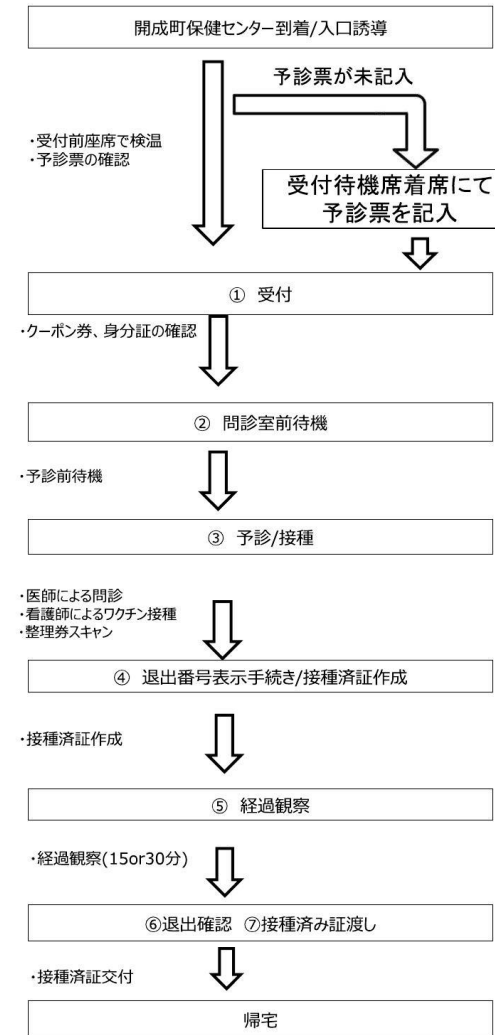 開成町保健センター到着/入口誘導
予診票が未記入
・受付前座席で検温
・予診票の確認
受付待機席着席にて
予診票を記入
① 受付
・クーポン券、身分証の確認
② 問診室前待機
・予診前待機
③ 予診/接種
・医師による問診
・看護師によるワクチン接種
・整理券スキャン
④ 退出番号表示手続き/接種済証作成
・接種済証作成
⑤ 経過観察
・経過観察(15or30分)
⑥退出確認 ⑦接種済み証渡し
・接種済証交付
帰宅